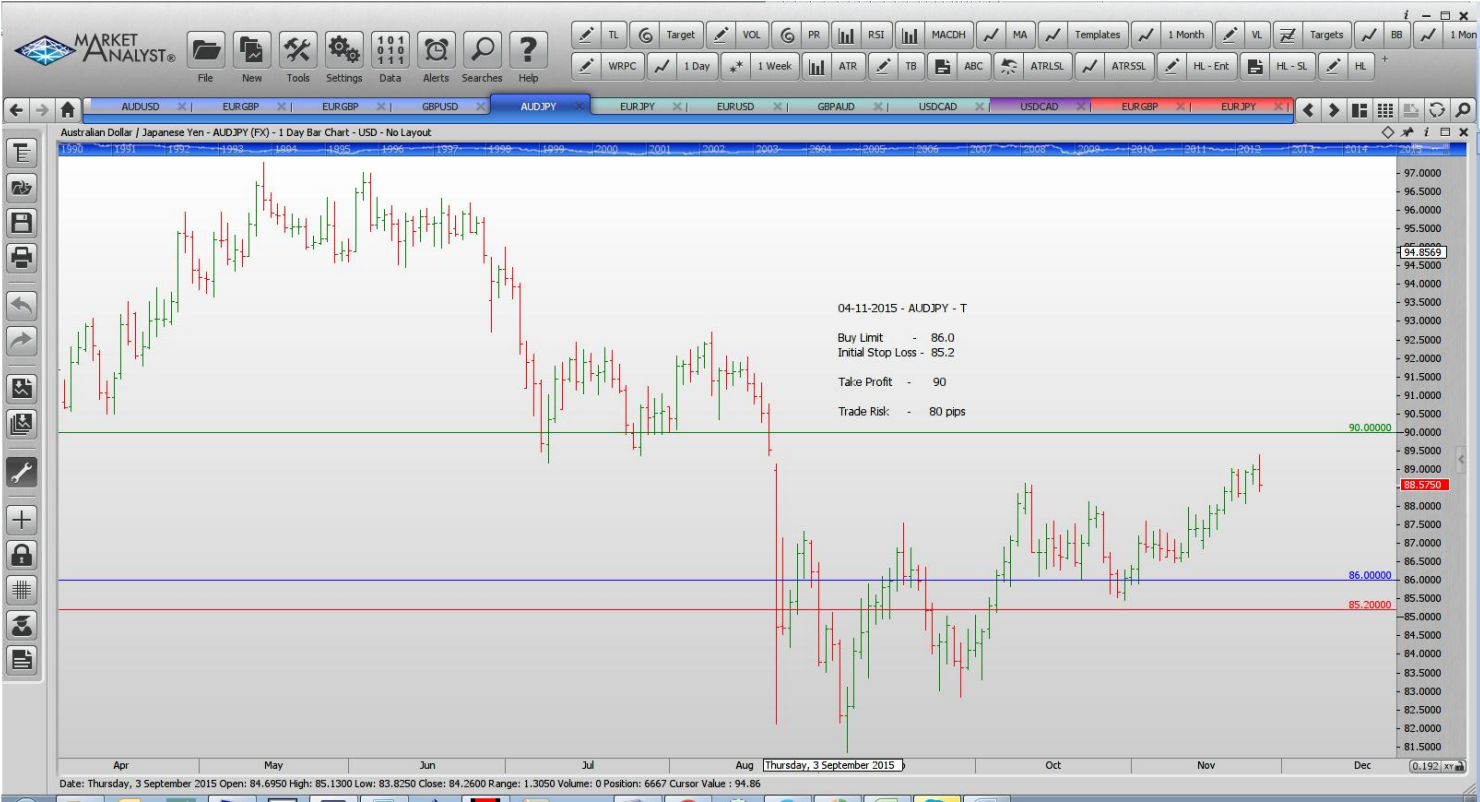 i
MARKET ANALYST®
File New Tools Settings Data Alerts Searches Help
TL Target VOL PR RSI MACDH MA Templates 1 Month VL Targets BB 1 Mon
WRPC 1 Day 1 Week ATR TB ABC ATRLSL ATRSSL HL - Ent HL - SL HL +
AUDUSD EURGBP EURGBP GBPUSD AUDJPY EURJPY EURUSD GBPAUD USDCAD USDCAD EURGBP EURJPY
Australian Dollar / Japanese Yen - AUDJPY (FX) - 1 Day Bar Chart - USD - No Layout
1990 1991 1992 1993 1994 1995 1996 1997 1998 1999 2000 2001 2002 2003 2004 2005 2006 2007 2008 2009 2010 2011 2012 2013 2014 2015
97.0000
96.5000
96.0000
95.5000
94.8569
94.5000
94.0000
93.5000
04-11-2015 - AUDJPY - T
93.0000
Buy Limit - 86.0
92.5000
Initial Stop Loss - 85.2
92.0000
91.5000
Take Profit - 90
91.0000
90.5000
Trade Risk - 80 pips
90.00000
90.0000
89.5000
89.0000
88.5750
88.0000
87.5000
87.0000
86.5000
86.00000
86.0000
85.5000
85.20000
85.0000
84.5000
84.0000
83.5000
83.0000
82.5000
82.0000
81.5000
Apr May Jun Jul Aug Thursday, 3 September 2015 Oct Nov Dec 0.192 XY
Date: Thursday, 3 September 2015 Open: 84.6950 High: 85.1300 Low: 83.8250 Close: 84.2600 Range: 1.3050 Volume: 0 Position: 6667 Cursor Value : 94.86